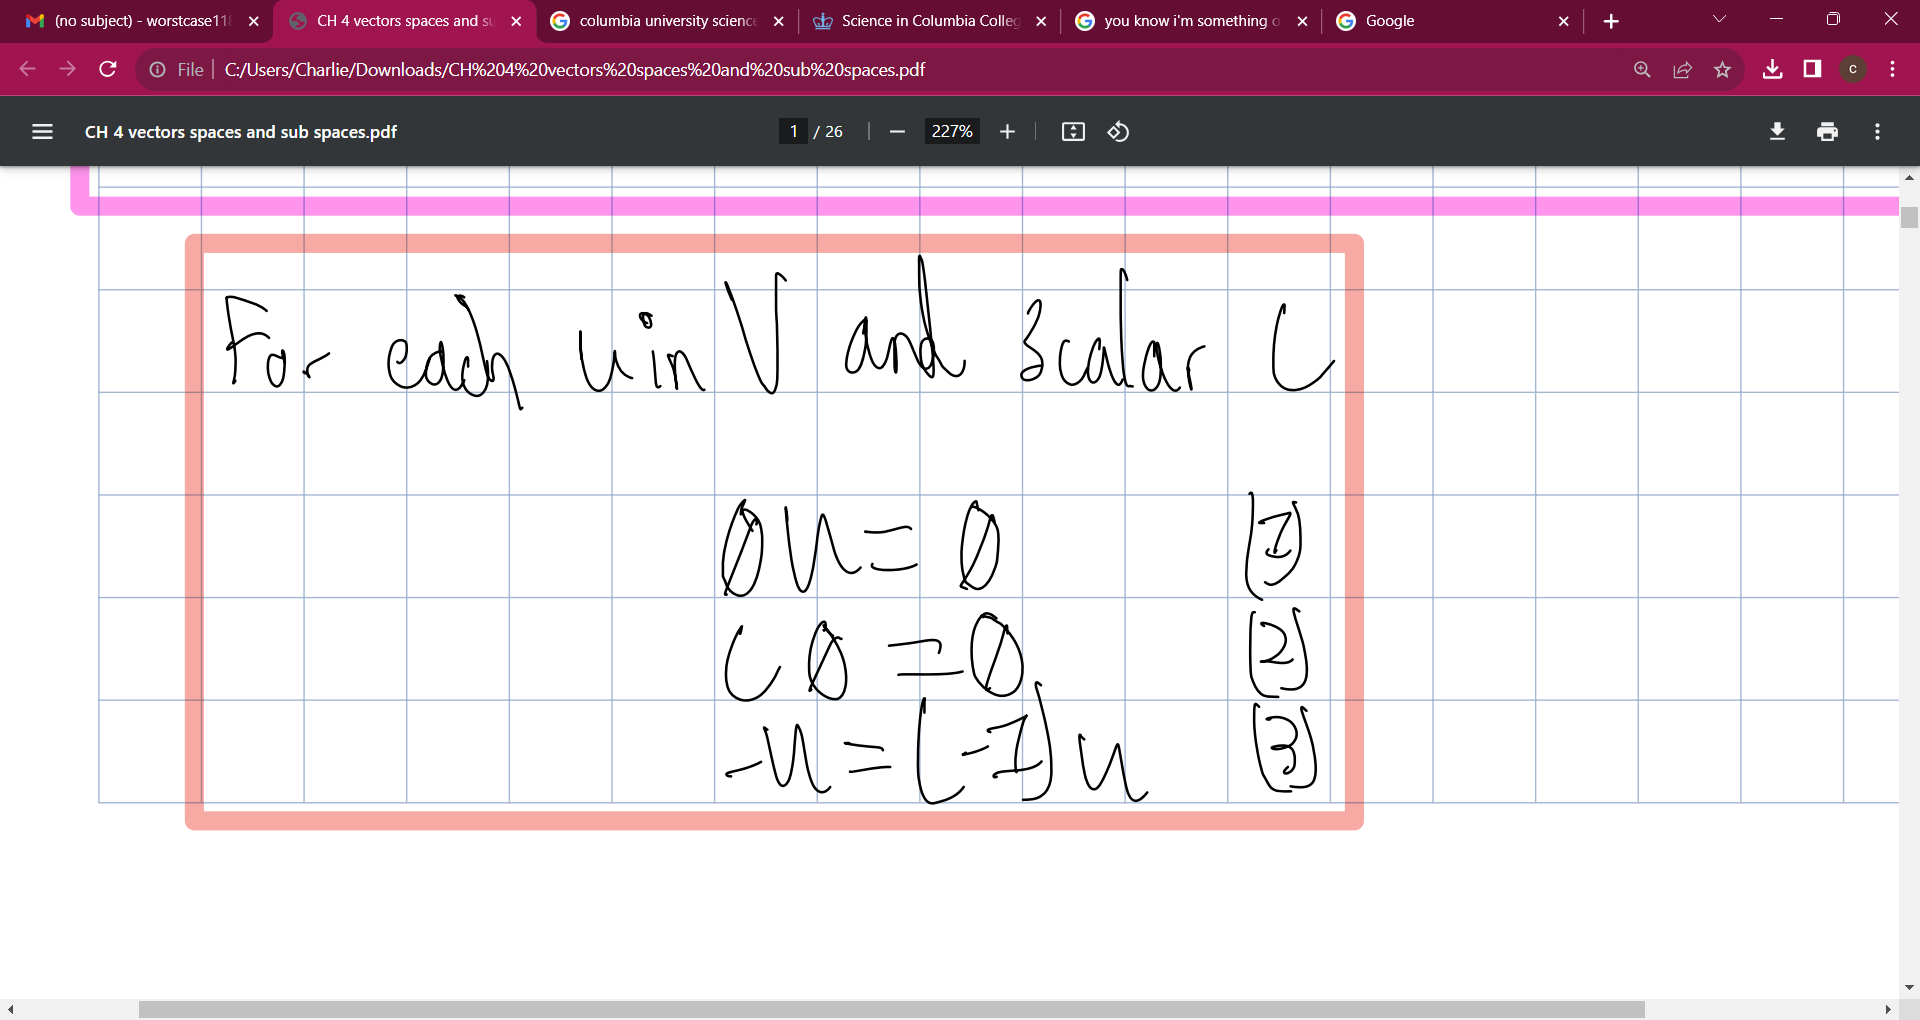 (no subject) - worstcase11
CH 4 vectors spaces and su
columbia university science
Science in Columbia Colleg
you know i'm something o
Google
File
C:/Users/Charlie/Downloads/CH%204%20vectors%20spaces%20and%20sub%20spaces.pdf
c
CH 4 vectors spaces and sub spaces.pdf
1 / 26
227%
For each u in V and scalar C
0u = 0 (1)
C0 = 0 (2)
-u = (-1)u (3)